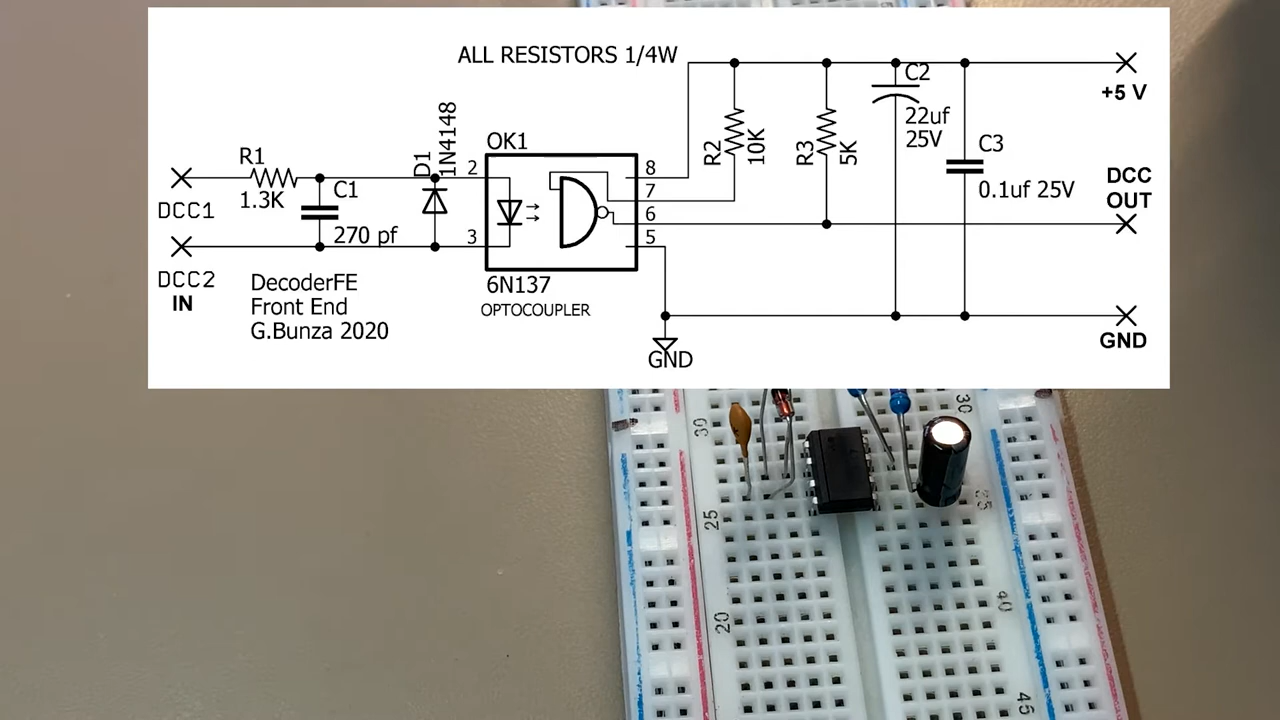 ALL RESISTORS 1/4W
+5 V
C2
22uf
25V
C3
0.1uf 25V
R2
10K
R3
5K
DCC
OUT
GND
GND
OK1
8
7
6
5
2
3
6N137
OPTOCOUPLER
D1
1N4148
R1
1.3K
C1
270 pf
DCC1
DCC2
IN
DecoderFE
Front End
G.Bunza 2020
30
30
25
20
40
45